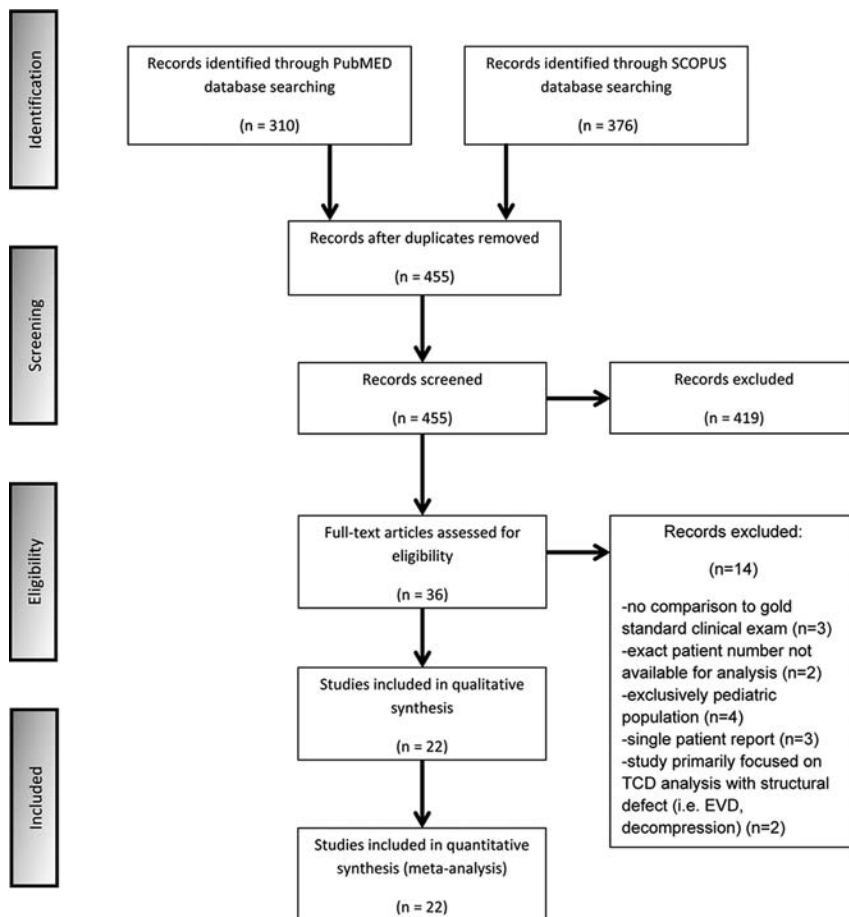 Identification
Records identified through PubMED
database searching
(n = 310)
Records identified through SCOPUS
database searching
(n = 376)
Screening
Records after duplicates removed
(n = 455)
Records screened
(n = 455)
Records excluded
(n = 419)
Eligibility
Full-text articles assessed for
eligibility
(n = 36)
Records excluded:
(n=14)
-no comparison to gold
standard clinical exam (n=3)
-exact patient number not
available for analysis (n=2)
-exclusively pediatric
population (n=4)
-single patient report (n=3)
-study primarily focused on
TCD analysis with structural
defect (i.e. EVD,
decompression) (n=2)
Studies included in qualitative
synthesis
(n = 22)
Included
Studies included in quantitative
synthesis (meta-analysis)
(n = 22)